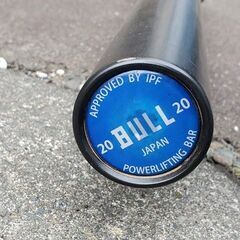 APPROVED BY IPF
20 20
BULL
JAPAN
POWERLIFTING BAR